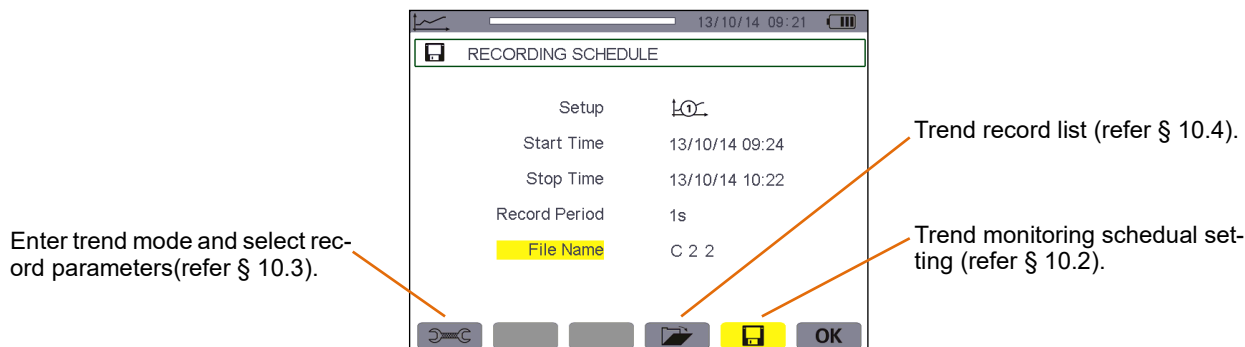 13/10/14 09:21
RECORDING SCHEDULE
Setup 1
Start Time 13/10/14 09:24
Stop Time 13/10/14 10:22
Record Period 1s
File Name C 2 2
OK
Trend record list (refer § 10.4).
Trend monitoring schedual set-
ting (refer § 10.2).
Enter trend mode and select rec-
ord parameters(refer § 10.3).